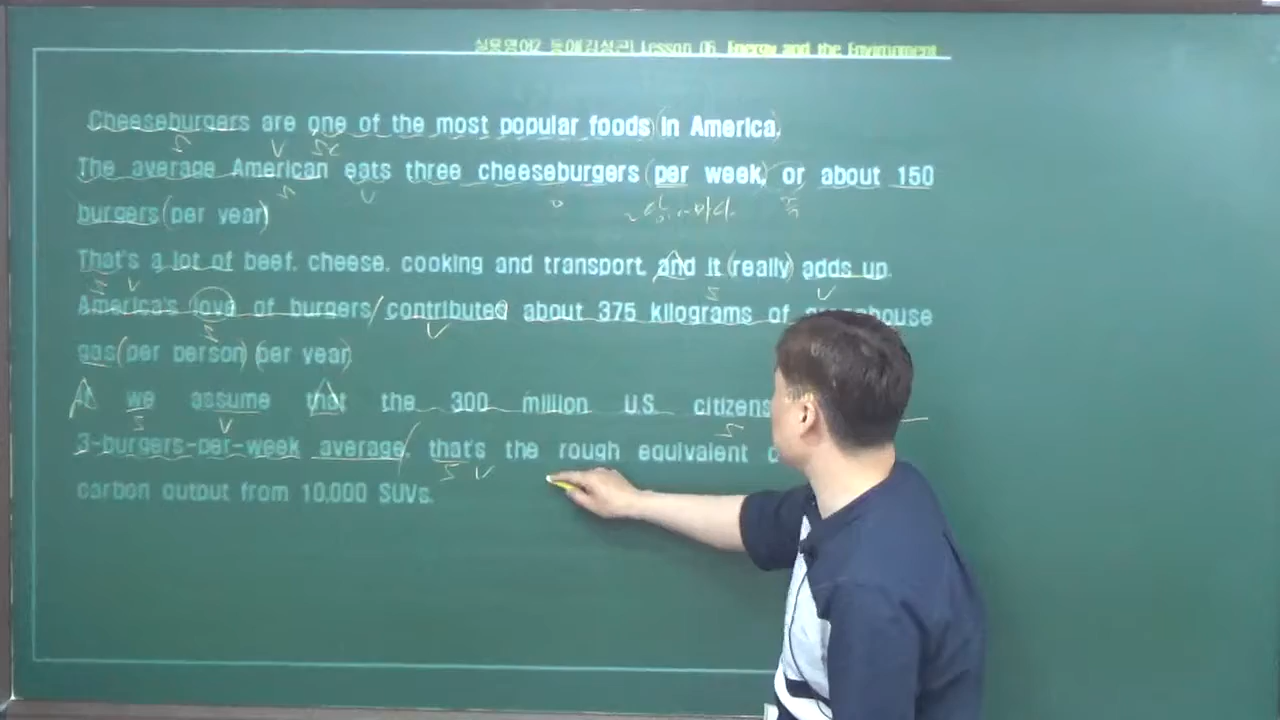 실용영어2 동아(김성곤) Lesson 06. Energy and the Environment
Cheeseburgers are one of the most popular foods in America.
The average American eats three cheeseburgers (per week), or about 150
burgers (per year)
That's a lot of beef, cheese, cooking and transport, and it (really) adds up.
America's love of burgers / contributes about 375 kilograms of greenhouse
gas (per person) (per year)
we assume that the 300 million U.S. citizens
3-burgers-per-week average, / that's the rough equivalent
carbon output from 10,000 SUVs.